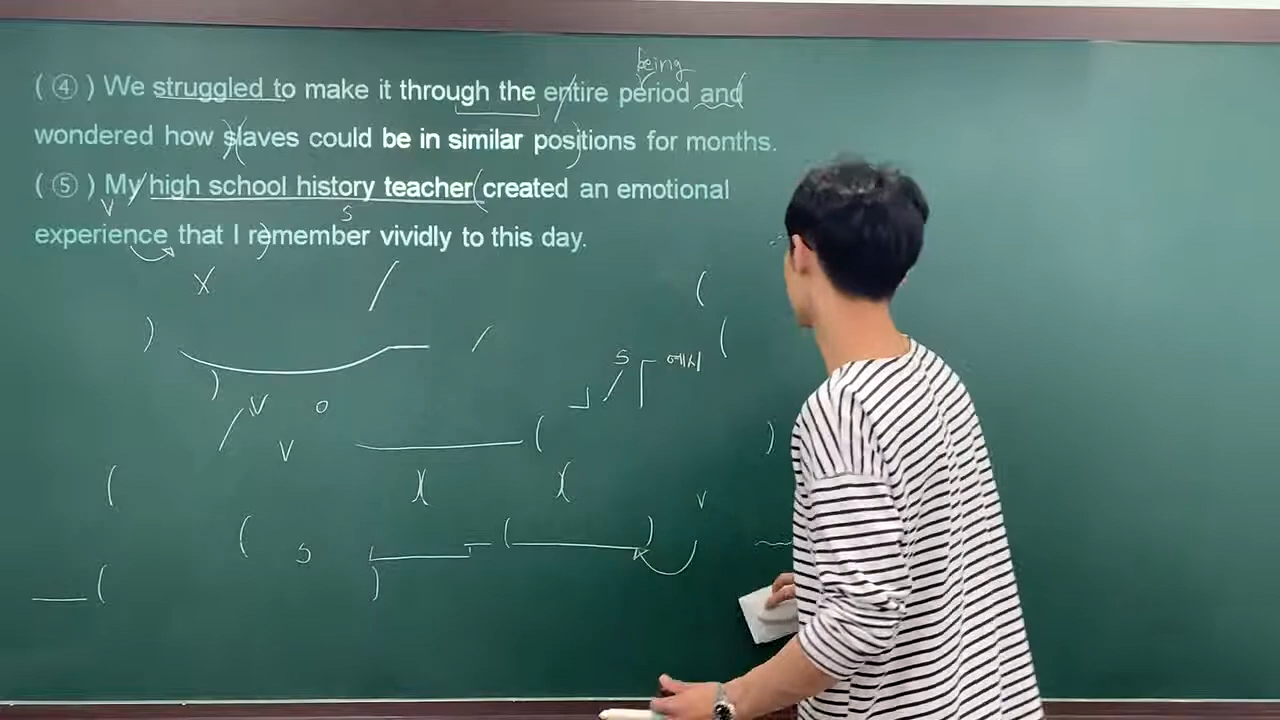 being
( ④ ) We struggled to make it through the entire period and
wondered how slaves could be in similar positions for months.
( ⑤ ) My high school history teacher created an emotional
V S
experience that I remember vividly to this day.
X
S 예시
V O
V
V
S